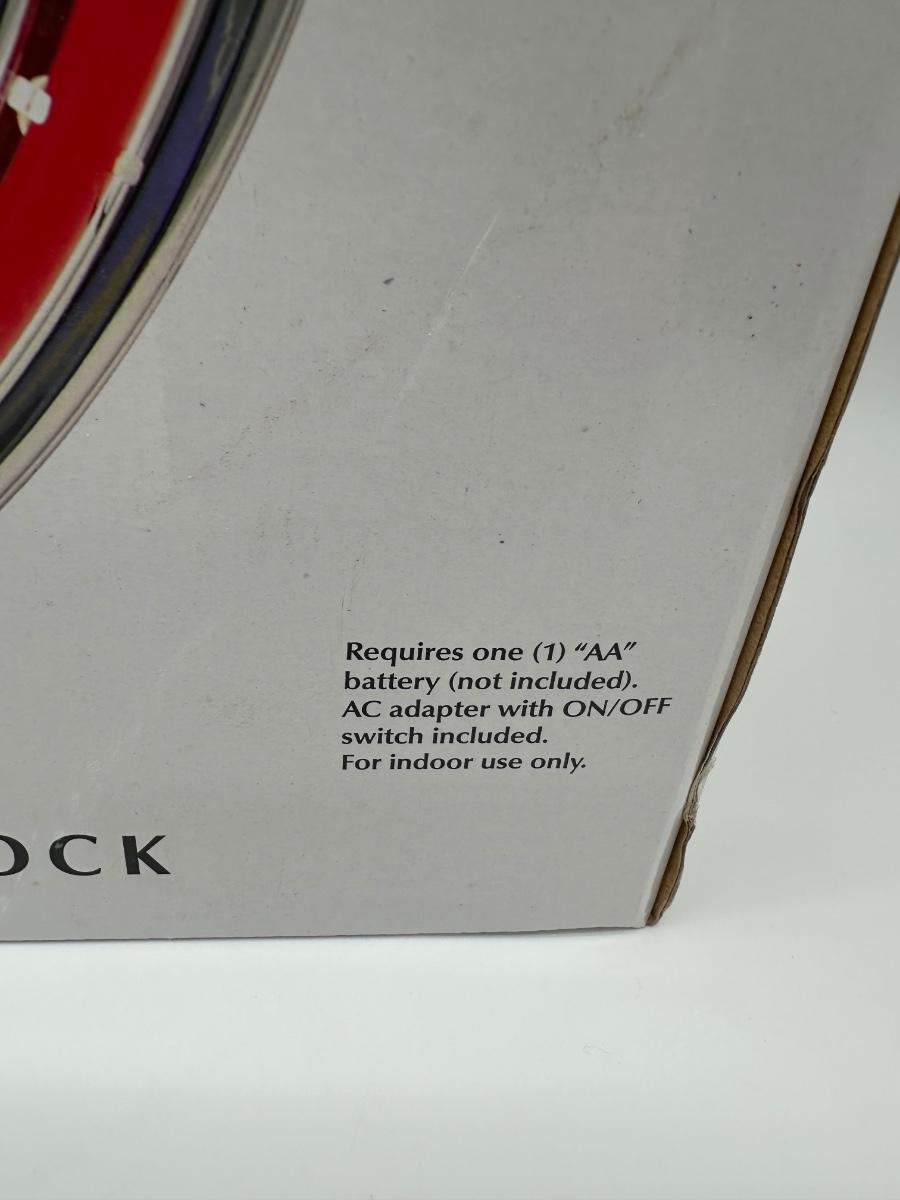 Requires one (1) “AA”
battery (not included).
AC adapter with ON/OFF
switch included.
For indoor use only.
OCK